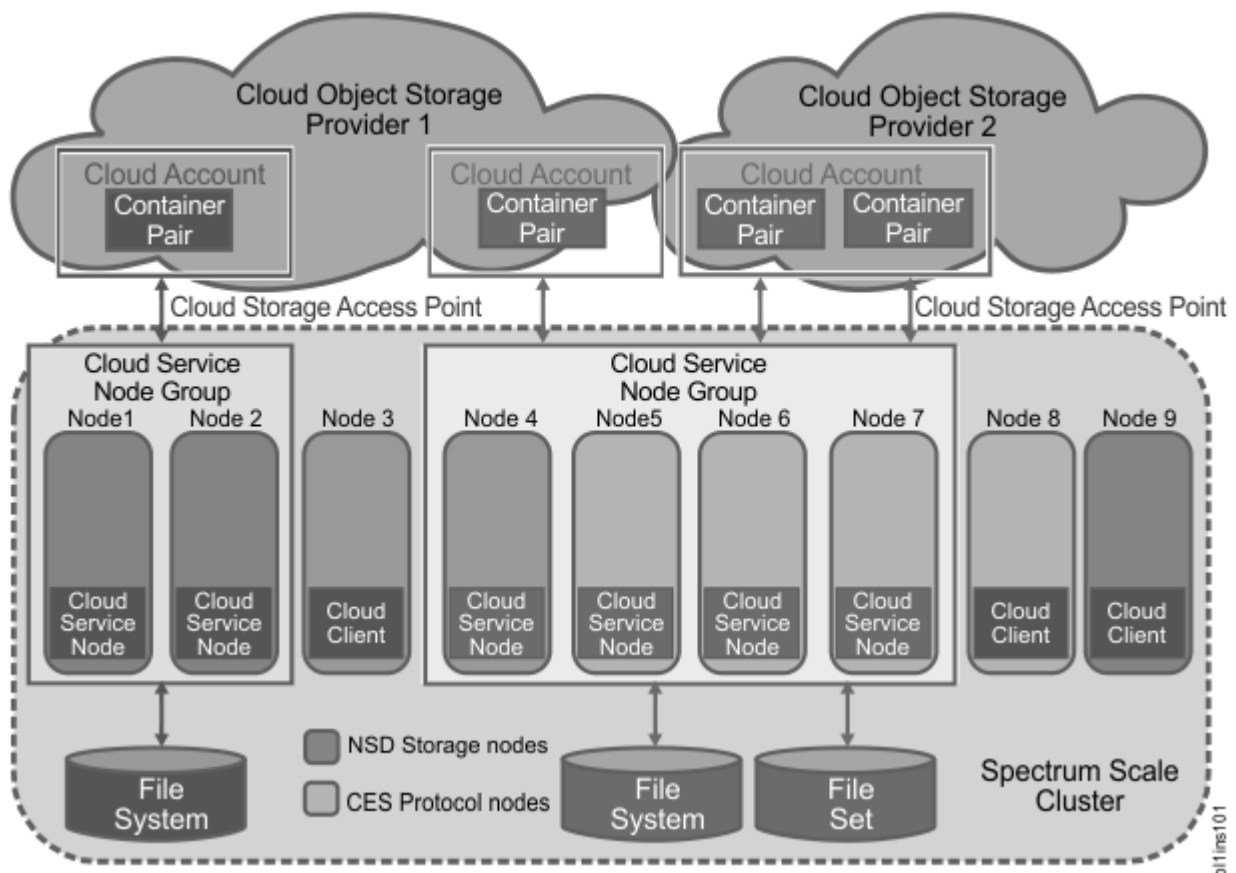 Cloud Object Storage
Provider 1
Cloud Object Storage
Provider 2
Cloud Account
Container
Pair
Cloud Account
Container
Pair
Cloud Account
Container
Pair
Container
Pair
Cloud Storage Access Point
Cloud Storage Access Point
Cloud Service
Node Group
Cloud Service
Node Group
Node1
Node 2
Node 3
Node 4
Node5
Node 6
Node 7
Node 8
Node 9
Cloud
Service
Node
Cloud
Service
Node
Cloud
Client
Cloud
Service
Node
Cloud
Service
Node
Cloud
Service
Node
Cloud
Service
Node
Cloud
Client
Cloud
Client
File
System
NSD Storage nodes
CES Protocol nodes
File
System
File
Set
Spectrum Scale
Cluster